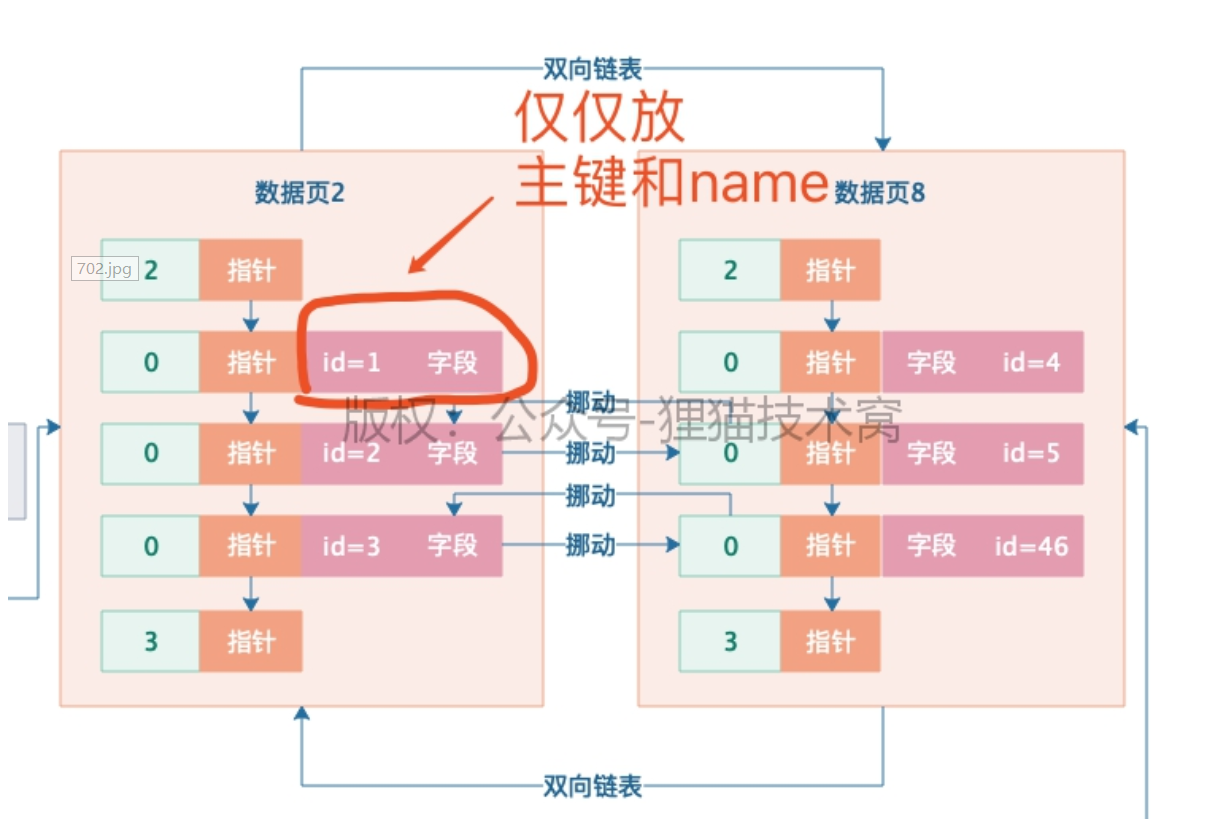 双向链表
仅仅放
主键和name
数据页2
数据页8
702.jpg
2 指针
2 指针
0 指针 id=1 字段
0 指针 字段 id=4
挪动
版权：公众号-狸猫技术窝
0 指针 id=2 字段
挪动
0 指针 字段 id=5
挪动
0 指针 id=3 字段
挪动
0 指针 字段 id=46
3 指针
3 指针
双向链表